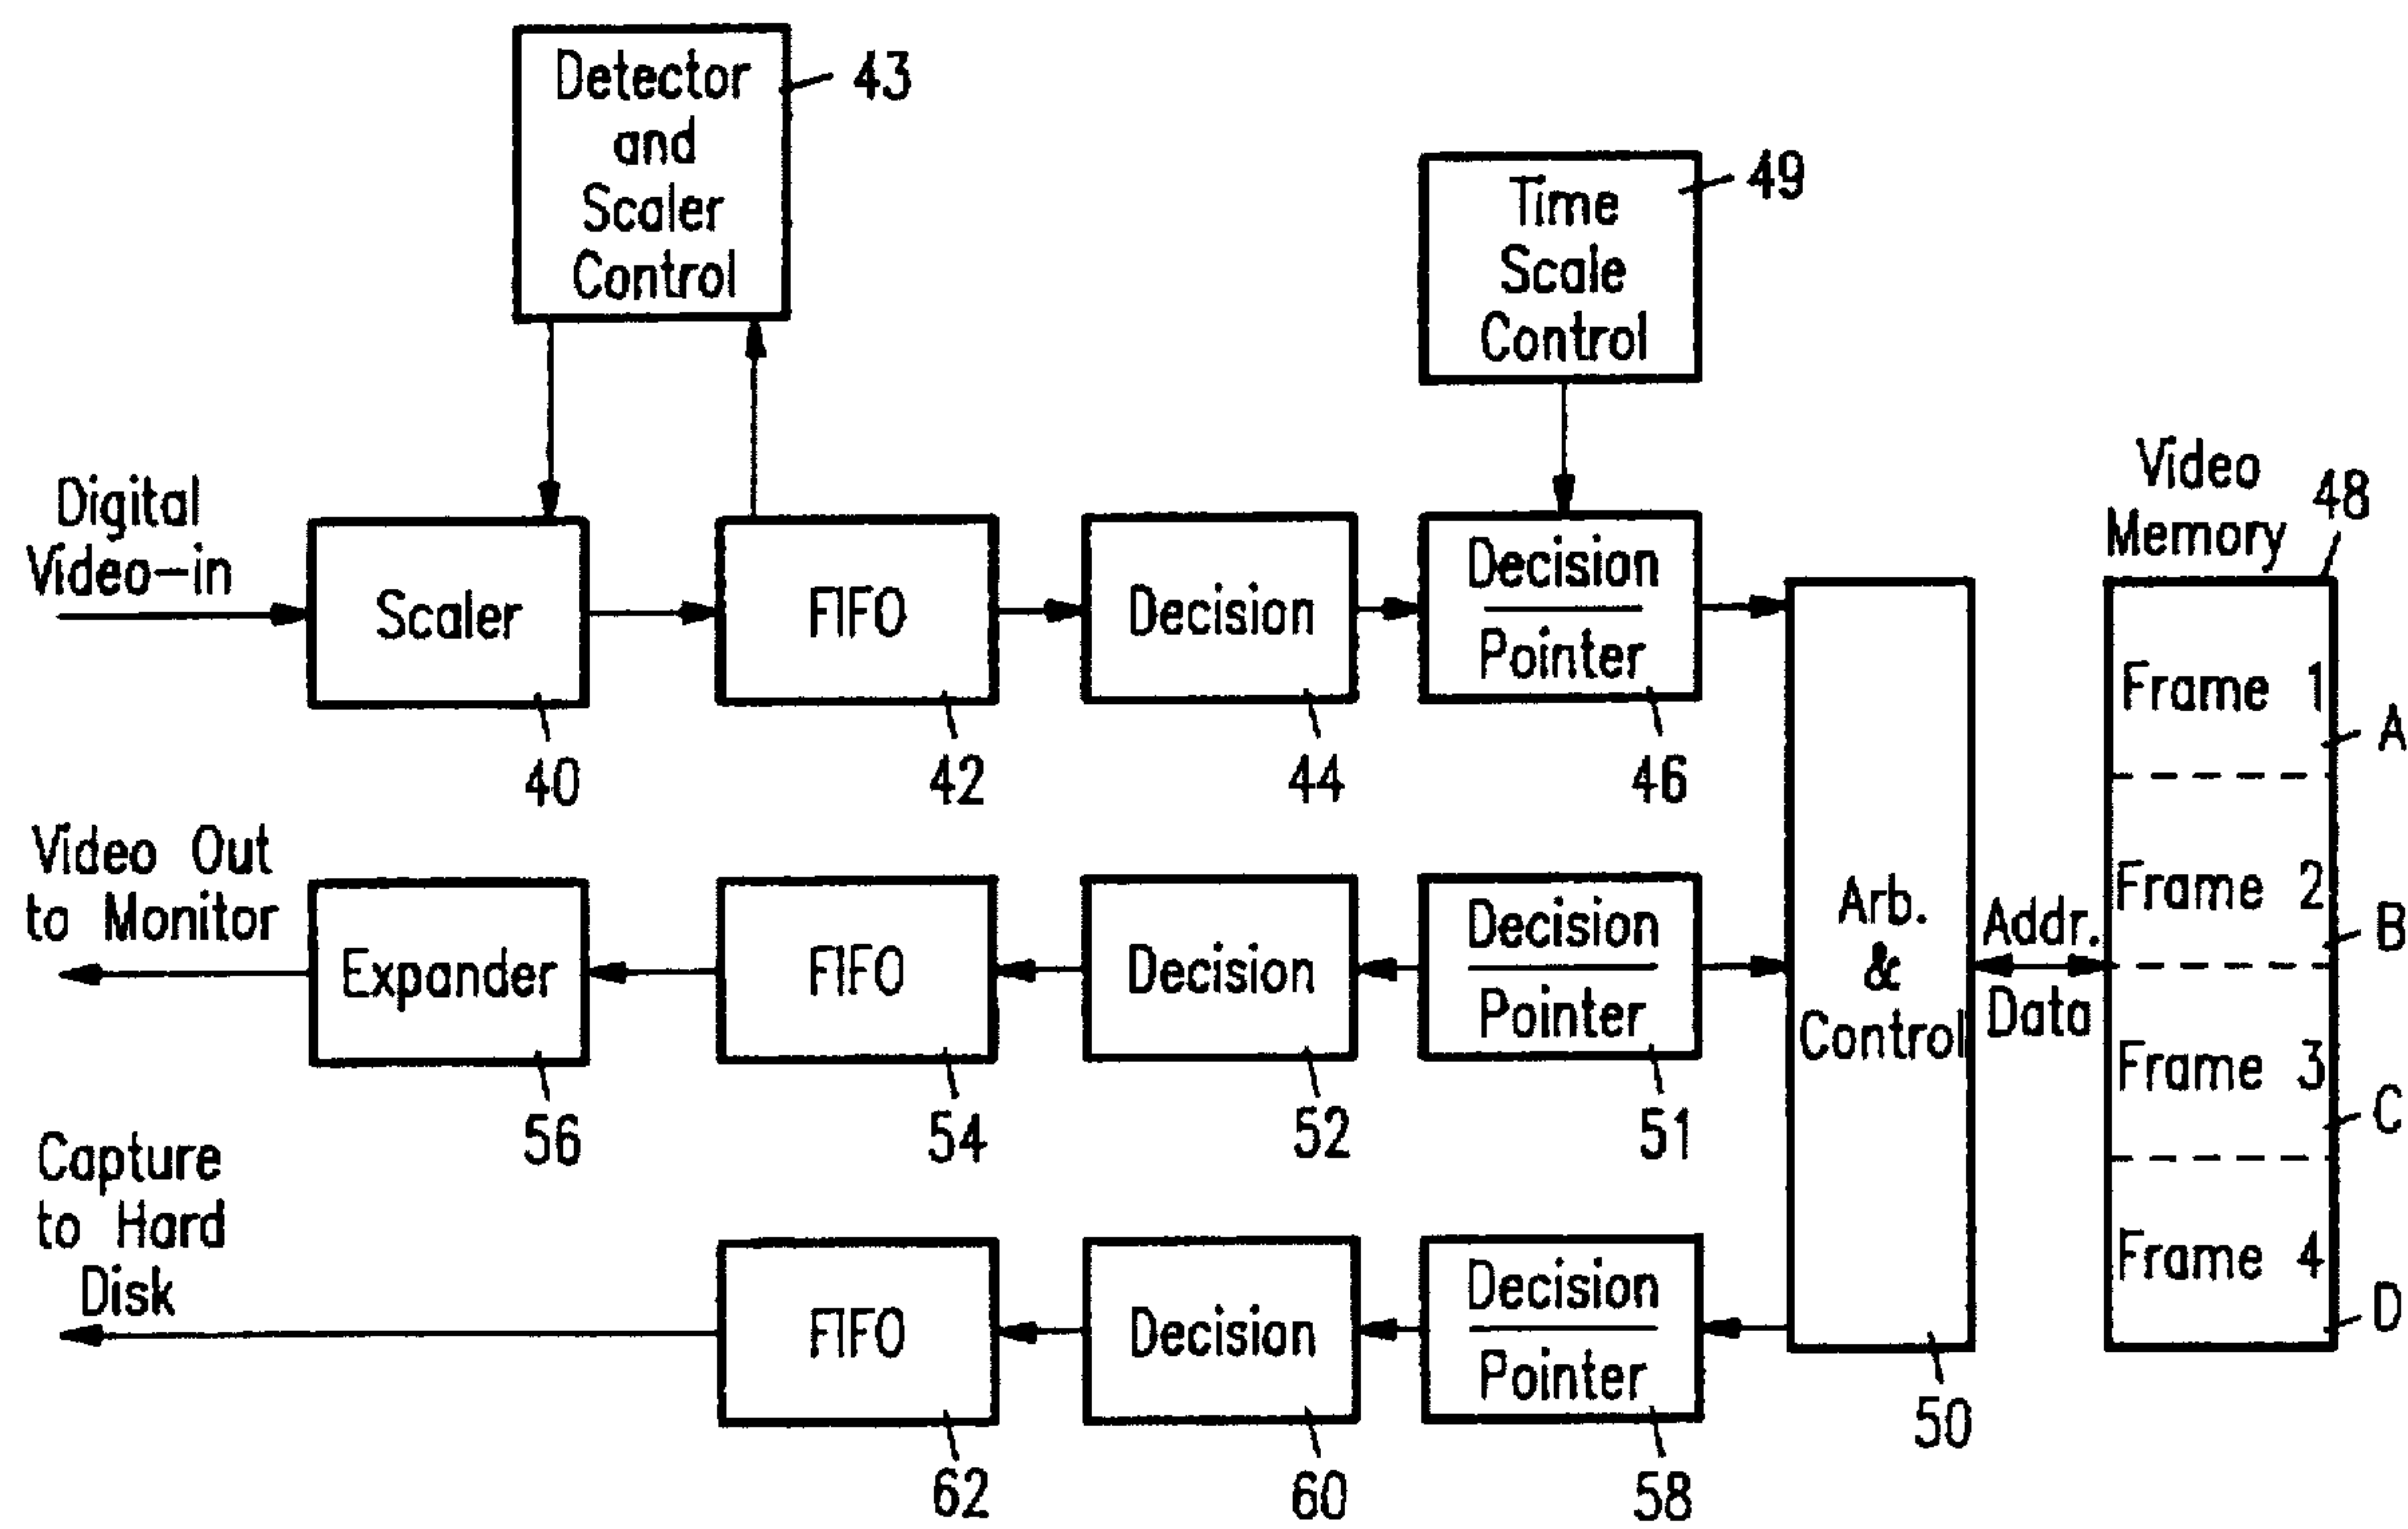 Detector
and
Scaler
Control
43
Time
Scale
Control
49
Digital
Video-in
Scaler
40
FIFO
42
Decision
44
Decision
Pointer
46
Video
Memory
48
Frame 1
A
Frame 2
B
Frame 3
C
Frame 4
D
Arb.
&
Control
50
Addr.
Data
Video Out
to Monitor
Expander
56
FIFO
54
Decision
52
Decision
Pointer
51
Capture
to Hard
Disk
FIFO
62
Decision
60
Decision
Pointer
58